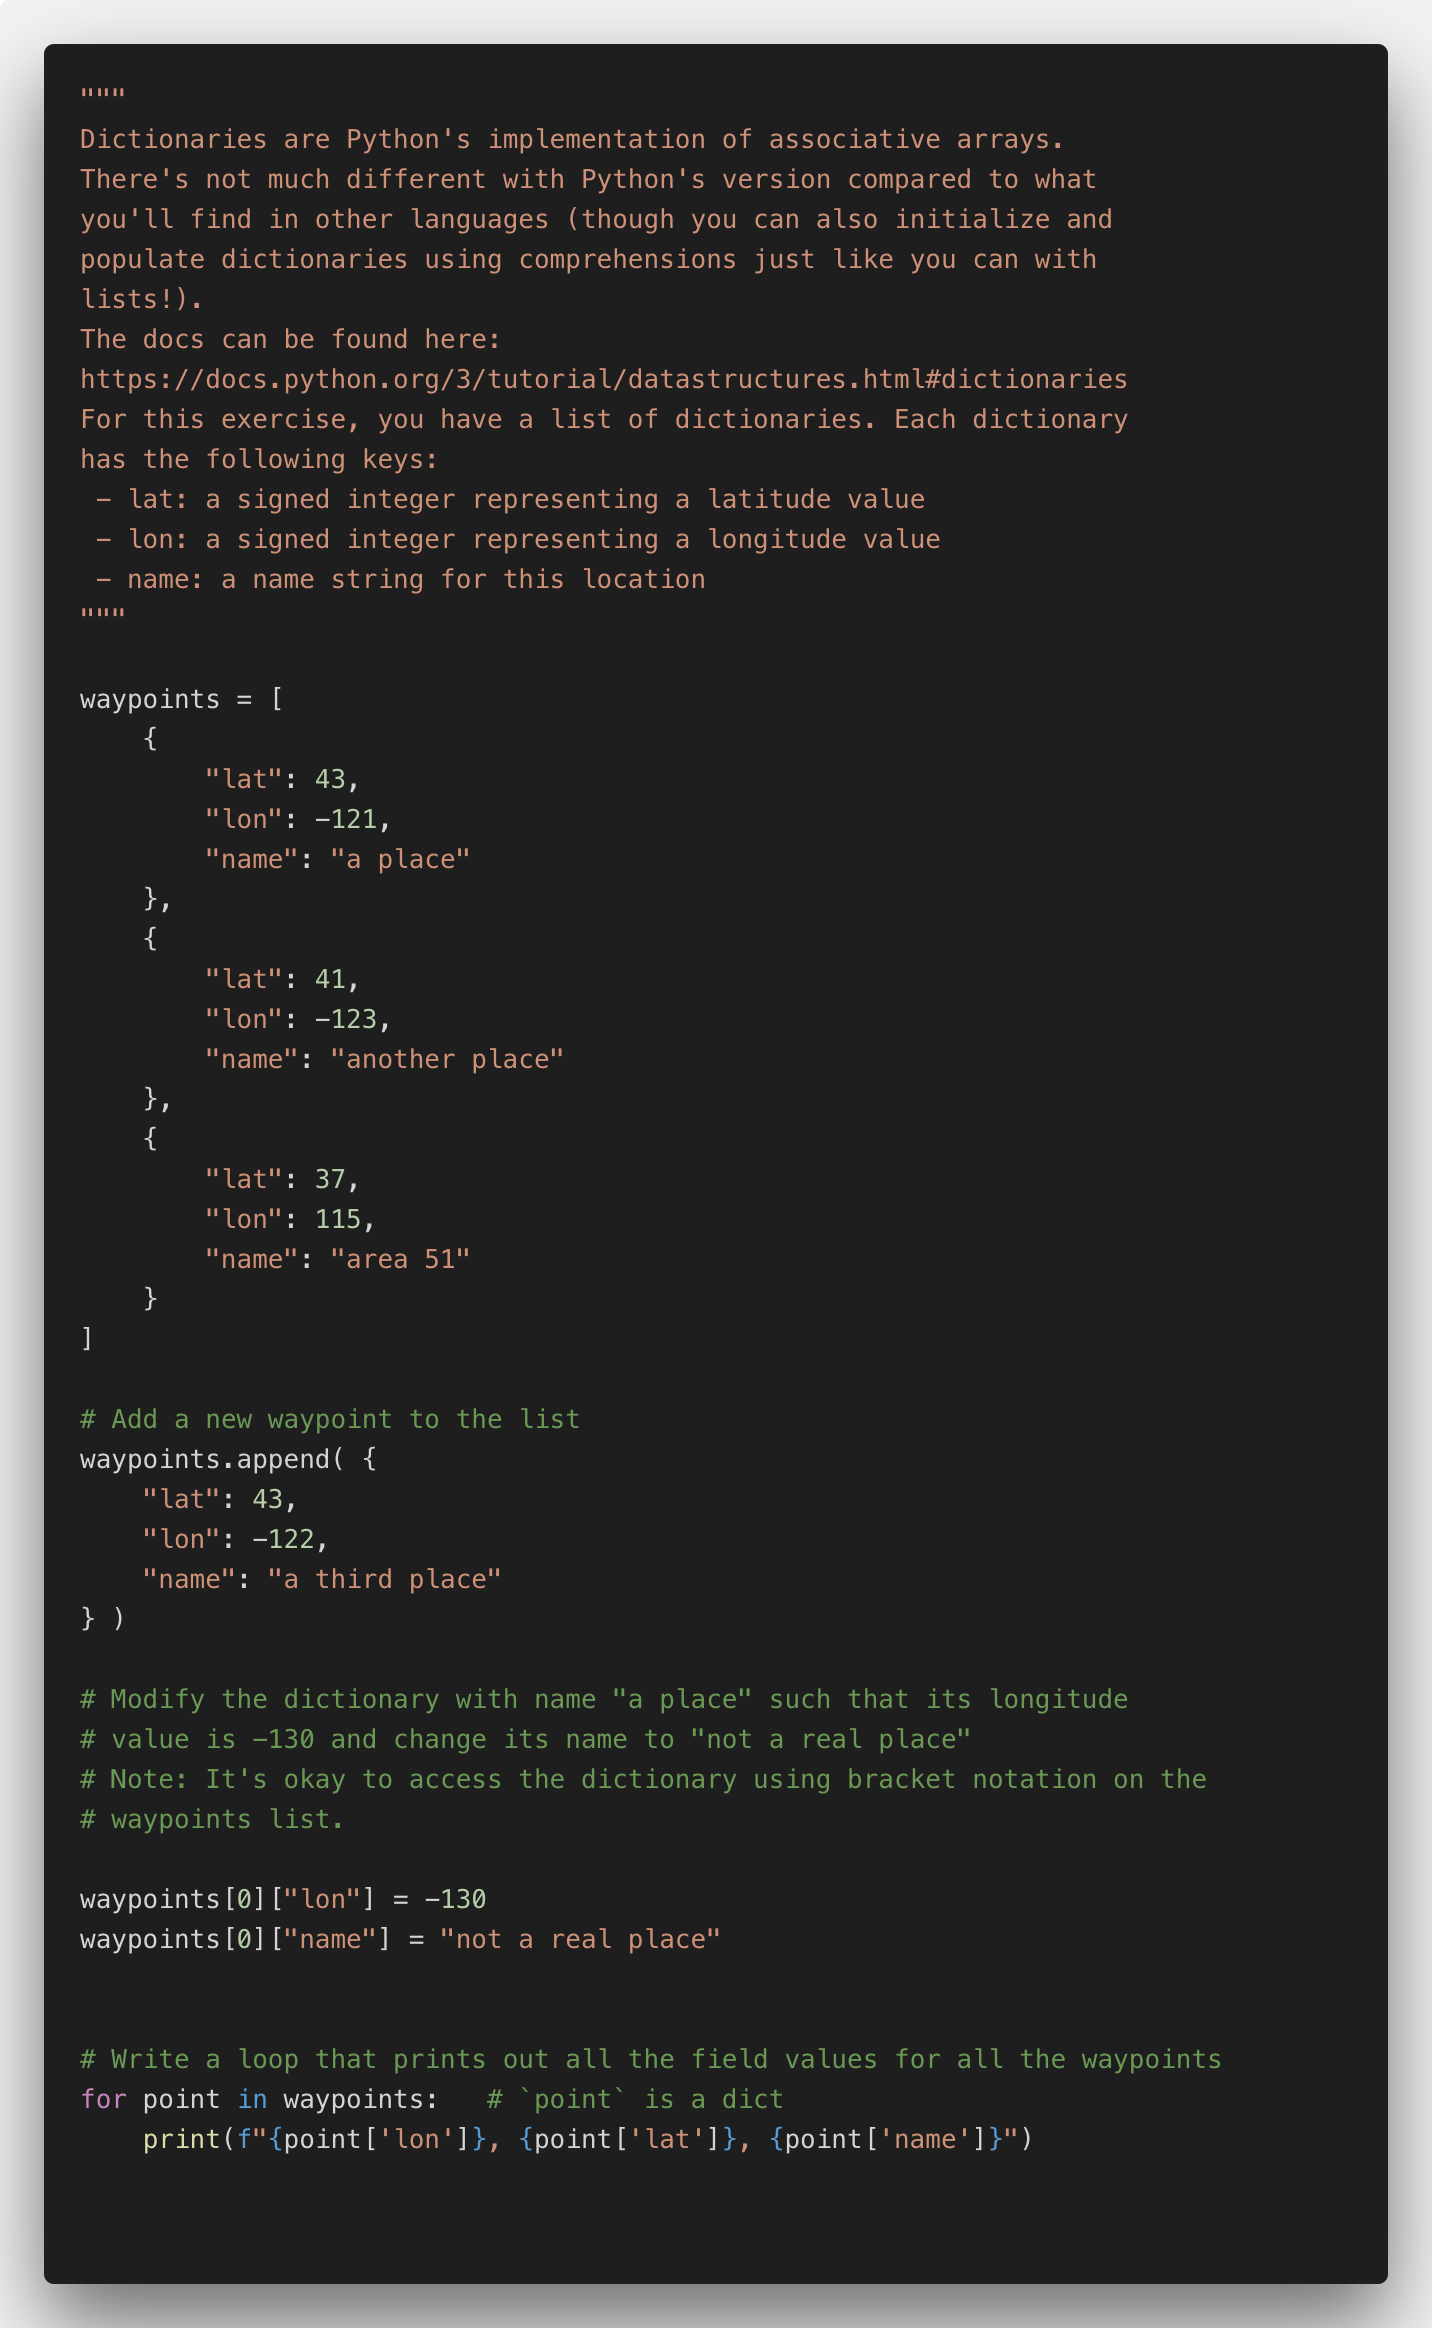 """
Dictionaries are Python's implementation of associative arrays.
There's not much different with Python's version compared to what
you'll find in other languages (though you can also initialize and
populate dictionaries using comprehensions just like you can with
lists!).
The docs can be found here:
https://docs.python.org/3/tutorial/datastructures.html#dictionaries
For this exercise, you have a list of dictionaries. Each dictionary
has the following keys:
 - lat: a signed integer representing a latitude value
 - lon: a signed integer representing a longitude value
 - name: a name string for this location
"""

waypoints = [
    {
        "lat": 43,
        "lon": -121,
        "name": "a place"
    },
    {
        "lat": 41,
        "lon": -123,
        "name": "another place"
    },
    {
        "lat": 37,
        "lon": 115,
        "name": "area 51"
    }
]

# Add a new waypoint to the list
waypoints.append( {
    "lat": 43,
    "lon": -122,
    "name": "a third place"
} )

# Modify the dictionary with name "a place" such that its longitude
# value is -130 and change its name to "not a real place"
# Note: It's okay to access the dictionary using bracket notation on the
# waypoints list.

waypoints[0]["lon"] = -130
waypoints[0]["name"] = "not a real place"


# Write a loop that prints out all the field values for all the waypoints
for point in waypoints:   # `point` is a dict
    print(f"{point['lon']}, {point['lat']}, {point['name']}")